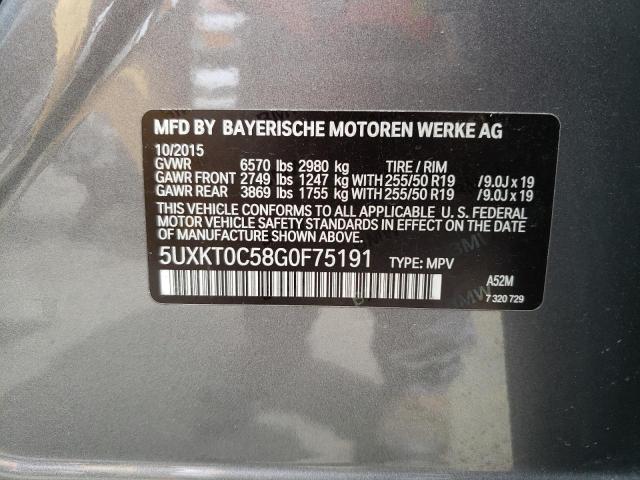 MFD BY BAYERISCHE MOTOREN WERKE AG
10/2015
GVWR 6570 lbs 2980 kg TIRE / RIM
GAWR FRONT 2749 lbs 1247 kg WITH 255/50 R19 /9.0J x 19
GAWR REAR 3869 lbs 1755 kg WITH 255/50 R19 /9.0J x 19
THIS VEHICLE CONFORMS TO ALL APPLICABLE U. S. FEDERAL
MOTOR VEHICLE SAFETY STANDARDS IN EFFECT ON THE
DATE OF MANUFACTURE SHOWN ABOVE.
5UXKT0C58G0F75191 TYPE: MPV
A52M
7 320 729